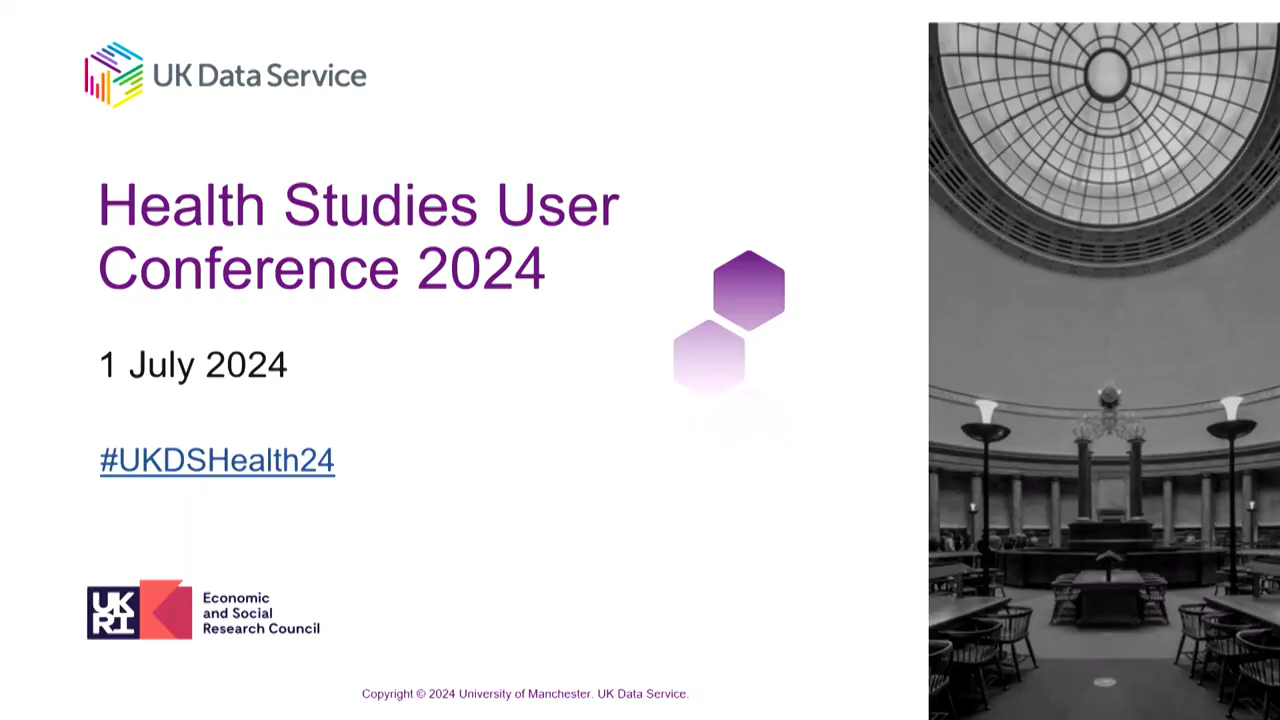 UK Data Service
Health Studies User
Conference 2024
1 July 2024
#UKDSHealth24
UK
RI
Economic
and Social
Research Council
Copyright © 2024 University of Manchester. UK Data Service.